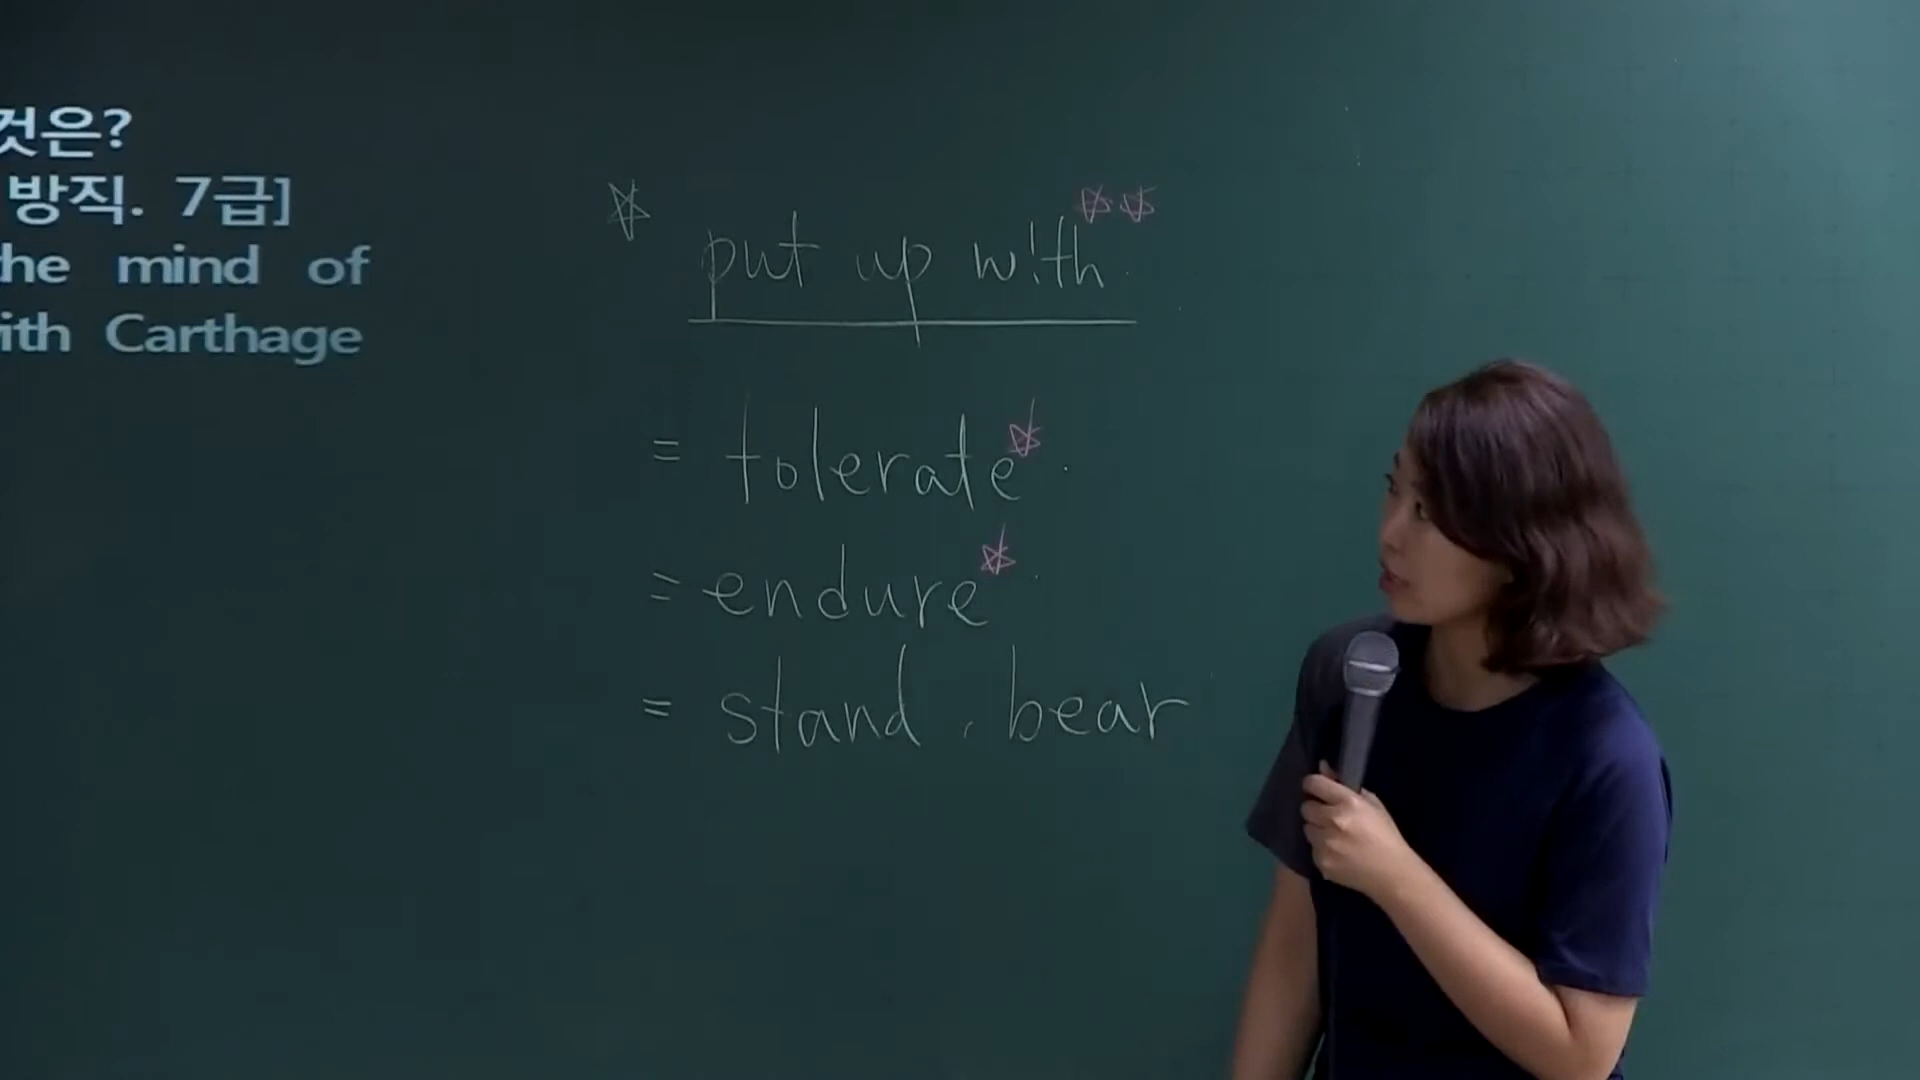 것은?
방직. 7급]
he mind of
ith Carthage
☆ put up with ☆☆
= tolerate ☆
= endure ☆
= stand, bear